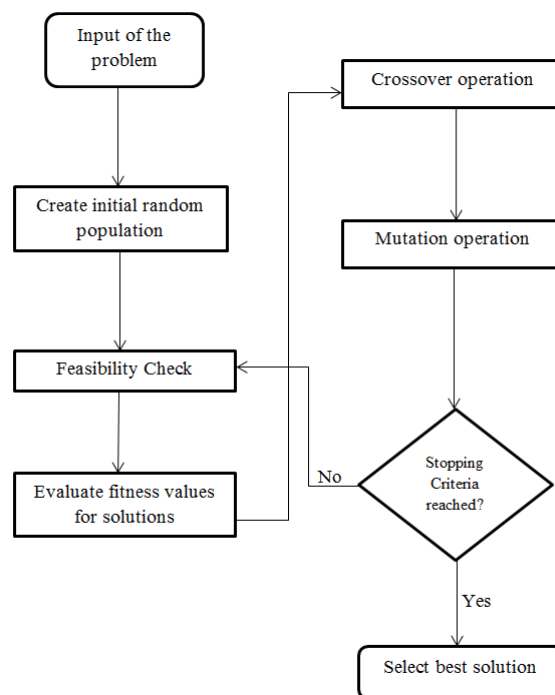 Input of the
problem
Create initial random
population
Feasibility Check
Evaluate fitness values
for solutions
Crossover operation
Mutation operation
Stopping
Criteria
reached?
No
Yes
Select best solution